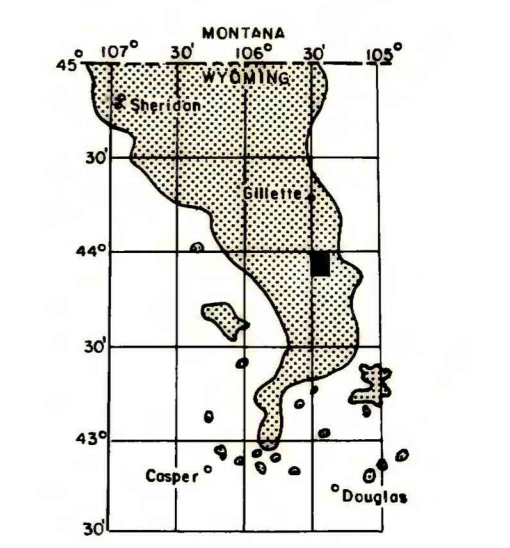 MONTANA
107° 30' 106° 30' 105°
45°
WYOMING
Sheridan
30'
Gillette
44°
30'
43°
Casper
Douglas
30'